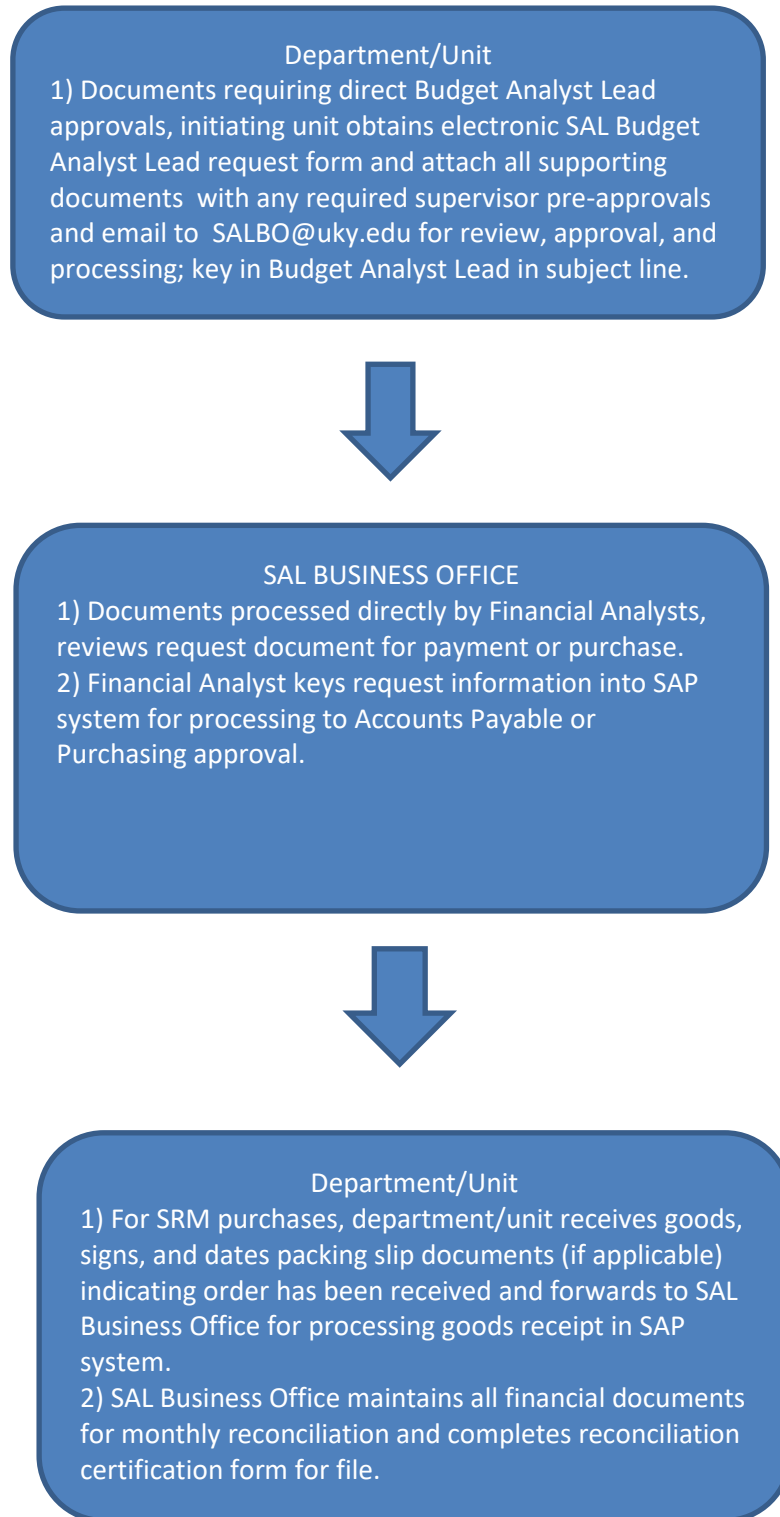 Department/Unit
1) Documents requiring direct Budget Analyst Lead
approvals, initiating unit obtains electronic SAL Budget
Analyst Lead request form and attach all supporting
documents  with any required supervisor pre-approvals
and email to  SALBO@uky.edu for review, approval, and
processing; key in Budget Analyst Lead in subject line.
SAL BUSINESS OFFICE
1) Documents processed directly by Financial Analysts,
reviews request document for payment or purchase.
2) Financial Analyst keys request information into SAP
system for processing to Accounts Payable or
Purchasing approval.
Department/Unit
1) For SRM purchases, department/unit receives goods,
signs, and dates packing slip documents (if applicable)
indicating order has been received and forwards to SAL
Business Office for processing goods receipt in SAP
system.
2) SAL Business Office maintains all financial documents
for monthly reconciliation and completes reconciliation
certification form for file.